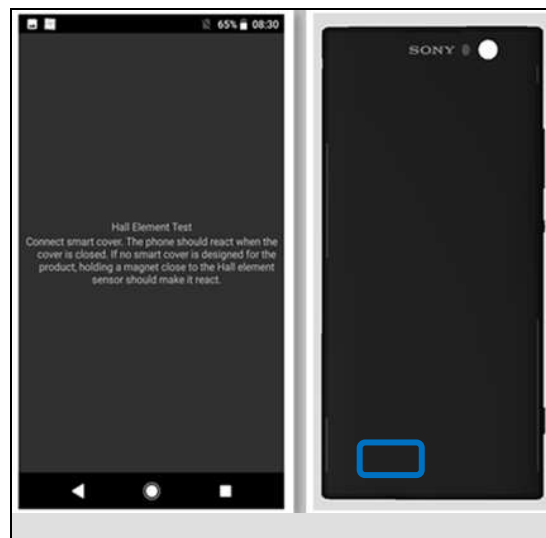 65% 08:30
SONY
Hall Element Test
Connect smart cover. The phone should react when the
cover is closed. If no smart cover is designed for the
product, holding a magnet close to the Hall element
sensor should make it react.